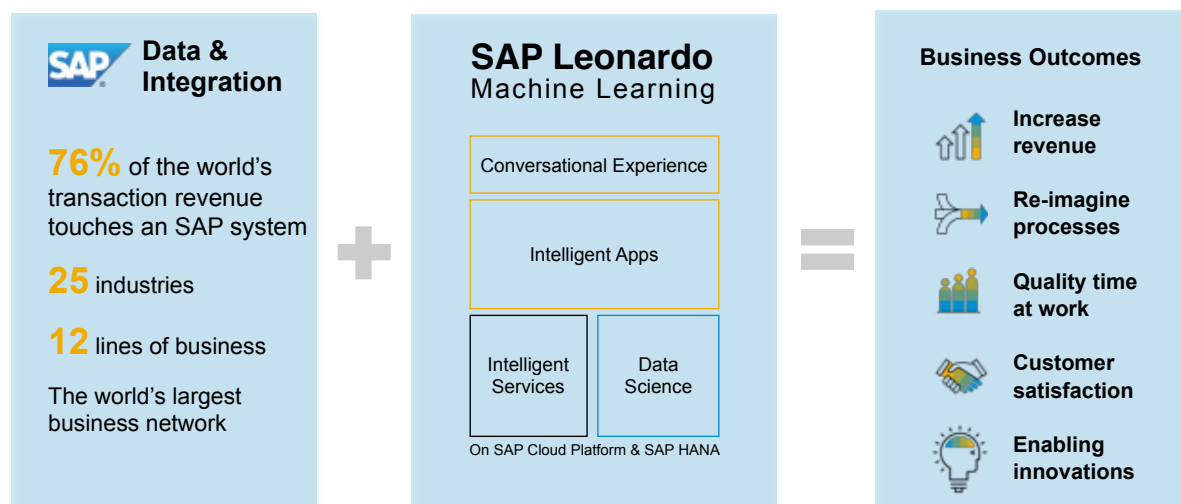 SAP
Data &
Integration
76% of the world's
transaction revenue
touches an SAP system
25 industries
12 lines of business
The world's largest
business network
SAP Leonardo
Machine Learning
Conversational Experience
Intelligent Apps
Intelligent
Services
Data
Science
On SAP Cloud Platform & SAP HANA
Business Outcomes
Increase
revenue
Re-imagine
processes
Quality time
at work
Customer
satisfaction
Enabling
innovations